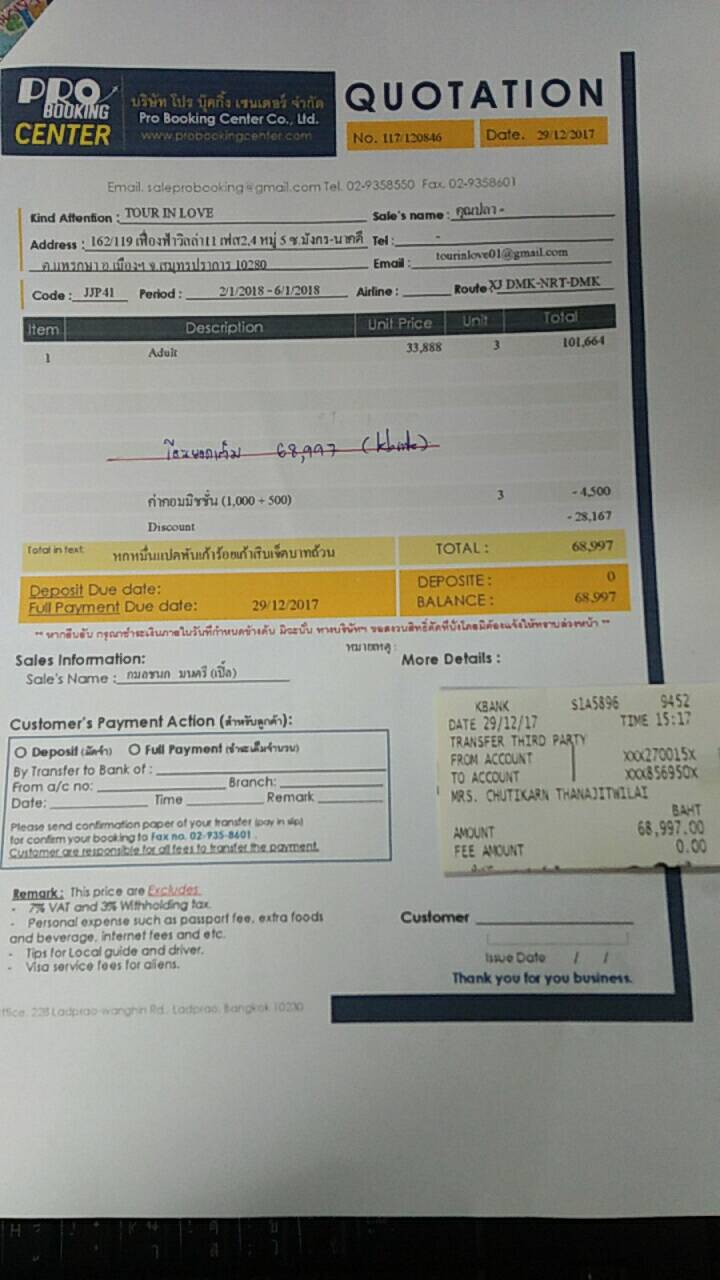 PRO
BOOKING
CENTER
บริษัท โปร บุ๊คกิ้ง เซนเตอร์ จำกัด
Pro Booking Center Co., Ltd.
www.probookingcenter.com
QUOTATION
No. 117/120846 Date. 29/12/2017
Email. saleprobooking@gmail.com Tel. 02-9358550 Fax. 02-9358601
Kind Attention : TOUR IN LOVE Sale's name : คุณปลา -
Address : 162/119 เฟื่องฟ้าวิลล่า11 เฟส2,4 หมู่ 5 ซ.มังกร-นาคดี Tel : -
ต.แพรกษา อ.เมืองฯ จ.สมุทรปราการ 10280 Email : tourinlove01@gmail.com
Code : JJP41 Period : 2/1/2018 - 6/1/2018 Airline : Route XJ DMK-NRT-DMK
Item Description Unit Price Unit Total
1 Adult 33,888 3 101,664
โอนยอดเต็ม 68,997 (kbank)
ค่าคอมมิชชั่น (1,000 + 500) 3 -4,500
Discount -28,167
Total in text: หกหมื่นแปดพันเก้าร้อยเก้าสิบเจ็ดบาทถ้วน TOTAL : 68,997
Deposit Due date: DEPOSITE : 0
Full Payment Due date: 29/12/2017 BALANCE : 68,997
** หากยืนยัน กรุณาชำระเงินภายในวันที่กำหนดข้างต้น มิฉะนั้น ทางบริษัทฯ ขอสงวนสิทธิ์ตัดที่นั่งโดยมิต้องแจ้งให้ทราบล่วงหน้า **
หมายเหตุ :
Sales Information: More Details :
Sale's Name : กมลชนก มนตรี (เปิ้ล)
Customer's Payment Action (สำหรับลูกค้า):
Deposit (มัดจำ) Full Payment (ชำระเต็มจำนวน)
By Transfer to Bank of :
From a/c no: Branch:
Date: Time Remark
Please send confirmation paper of your transfer (pay in slip)
for confirm your booking to Fax no. 02-935-8601 .
Customer are responsible for all fees to transfer the payment.
KBANK S1A5896 9452
DATE 29/12/17 TIME 15:17
TRANSFER THIRD PARTY
FROM ACCOUNT XXX270015X
TO ACCOUNT XXX856950X
MRS. CHUTIKARN THANAJITWILAI
BAHT
AMOUNT 68,997.00
FEE AMOUNT 0.00
Remark : This price are Excludes
- 7% VAT and 3% Withholding tax.
- Personal expense such as passport fee, extra foods
and beverage, internet fees and etc.
- Tips for Local guide and driver.
- Visa service fees for aliens.
Customer
Issue Date / /
Thank you for you business.
ffice. 228 Ladprao-wanghin Rd., Ladprao, Bangkok 10230